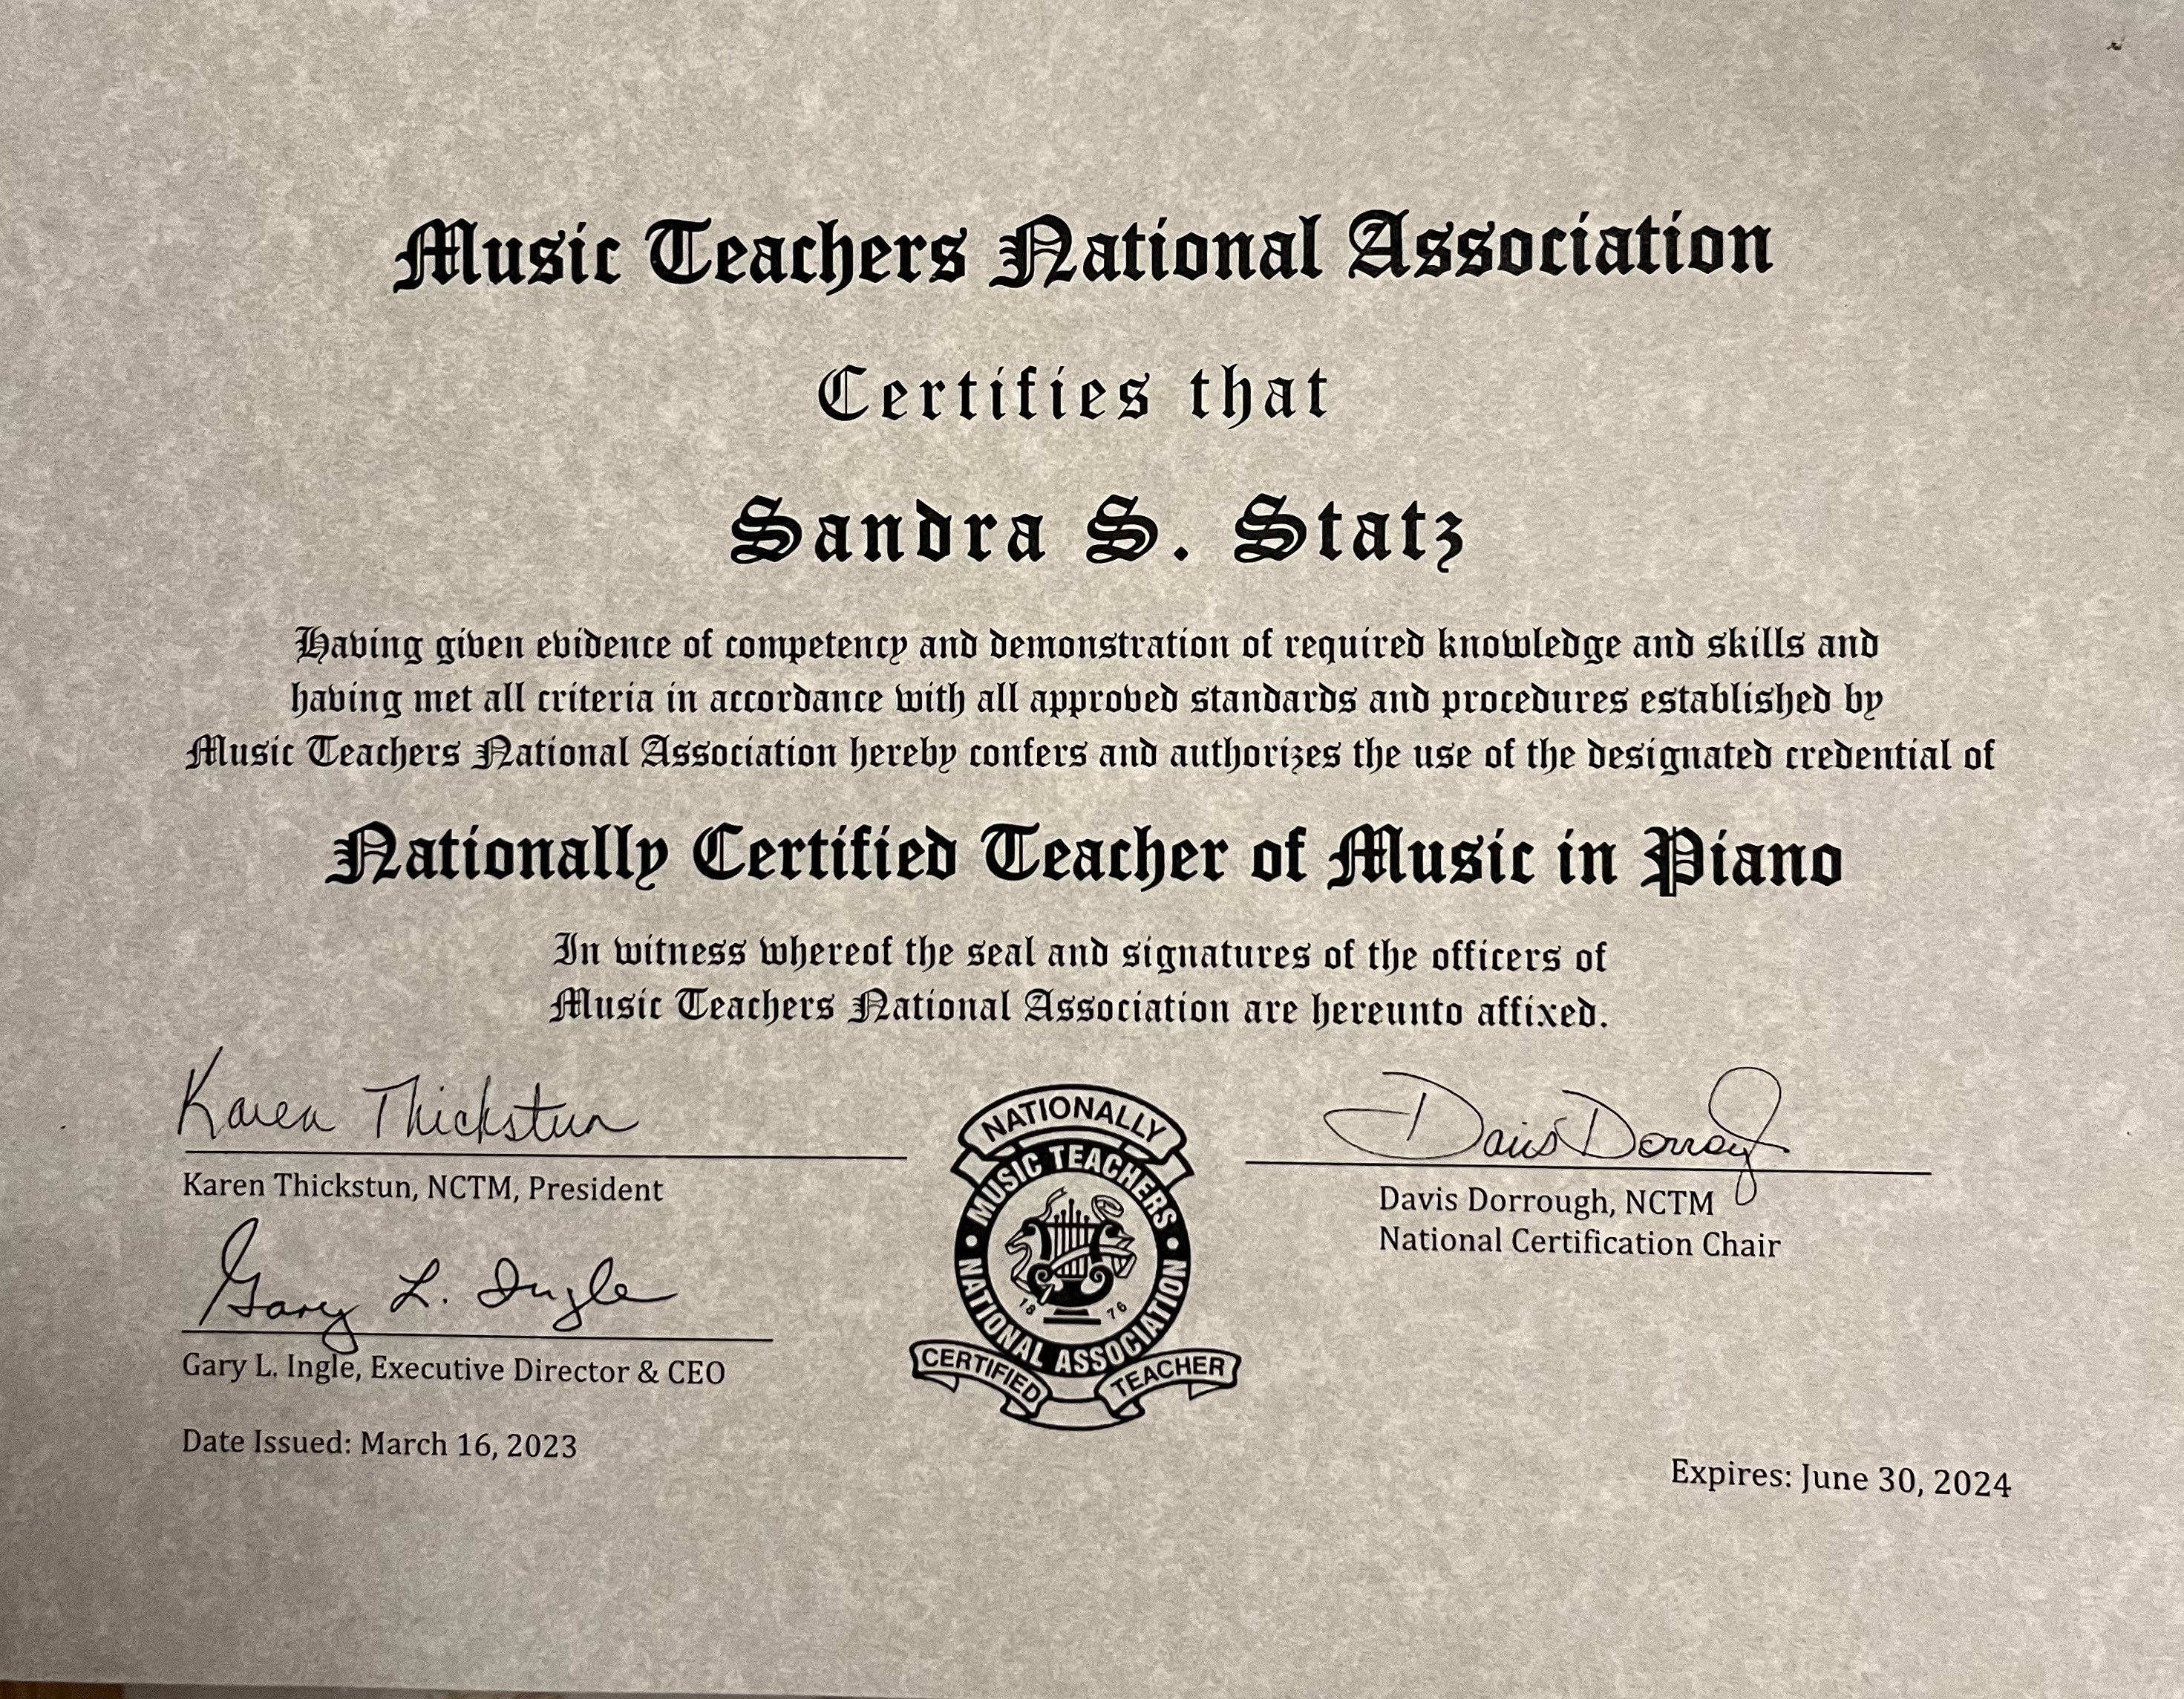 Music Teachers National Association
Certifies that
Sandra S. Statz
Having given evidence of competency and demonstration of required knowledge and skills and
having met all criteria in accordance with all approved standards and procedures established by
Music Teachers National Association hereby confers and authorizes the use of the designated credential of
Nationally Certified Teacher of Music in Piano
In witness whereof the seal and signatures of the officers of
Music Teachers National Association are hereunto affixed.
Karen Thickstun
Karen Thickstun, NCTM, President
Gary L. Ingle
Gary L. Ingle, Executive Director & CEO
Date Issued: March 16, 2023
NATIONALLY
MUSIC TEACHERS
18 76
NATIONAL ASSOCIATION
CERTIFIED TEACHER
Davis Dorrough
Davis Dorrough, NCTM
National Certification Chair
Expires: June 30, 2024